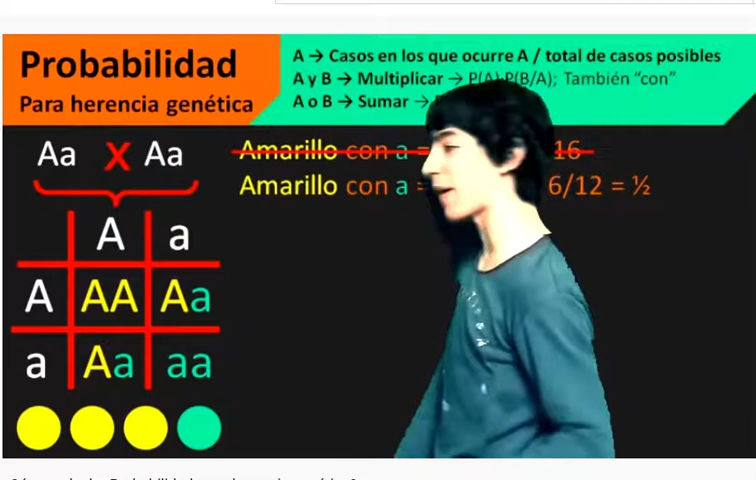 Probabilidad
Para herencia genética
A → Casos en los que ocurre A / total de casos posibles
A y B → Multiplicar → P(A) P(B/A); También “con”
A o B → Sumar →
Aa X Aa
Amarillo con a = 16
Amarillo con a = 6/12 = ½
A a
A AA Aa
a Aa aa